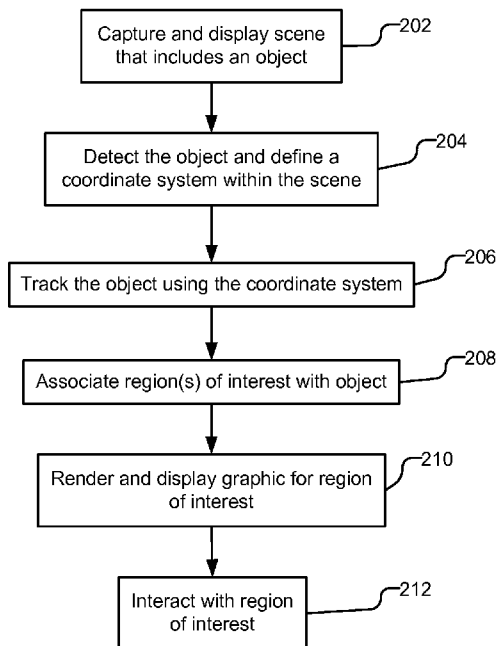 Capture and display scene
that includes an object
202
Detect the object and define a
coordinate system within the scene
204
Track the object using the coordinate system
206
Associate region(s) of interest with object
208
Render and display graphic for region
of interest
210
Interact with region
of interest
212